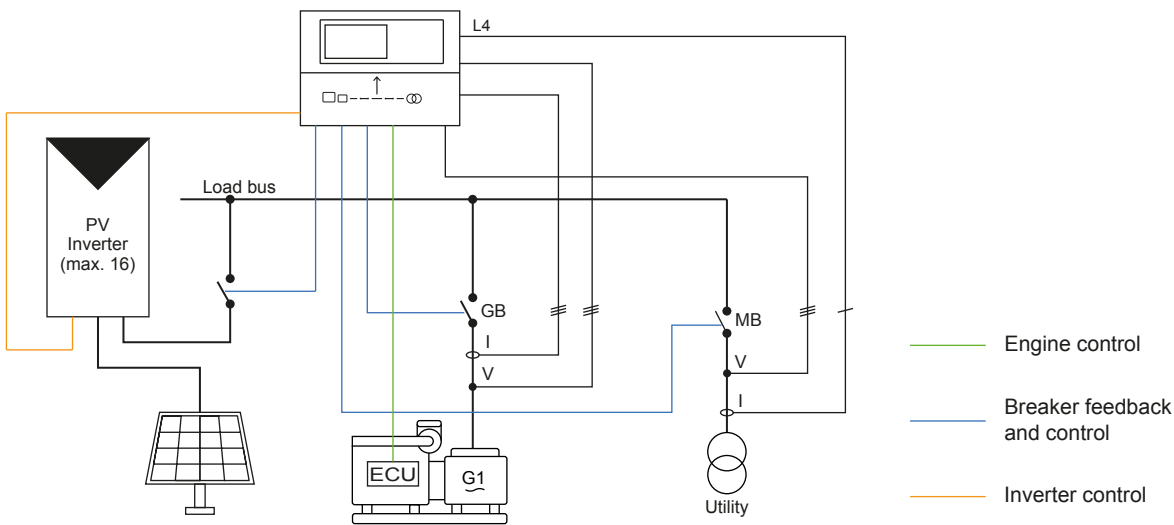 L4
Load bus
PV
Inverter
(max. 16)
GB
I
V
MB
V
I
ECU
G1
Utility
Engine control
Breaker feedback
and control
Inverter control